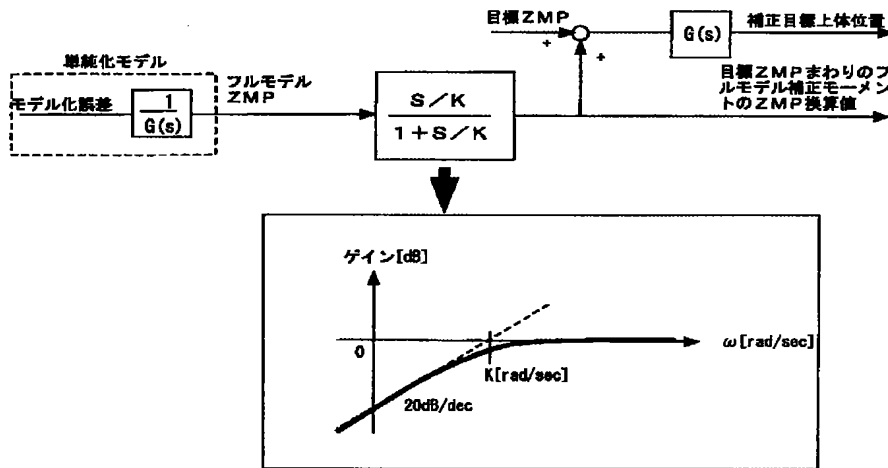 目標ZMP
+
+
G(s)
補正目標上体位置
単純化モデル
モデル化誤差
1
G(s)
フルモデル
ZMP
S/K
1+S/K
目標ZMPまわりのフ
ルモデル補正モーメン
トのZMP換算値
ゲイン[dB]
0
K[rad/sec]
ω[rad/sec]
20dB/dec